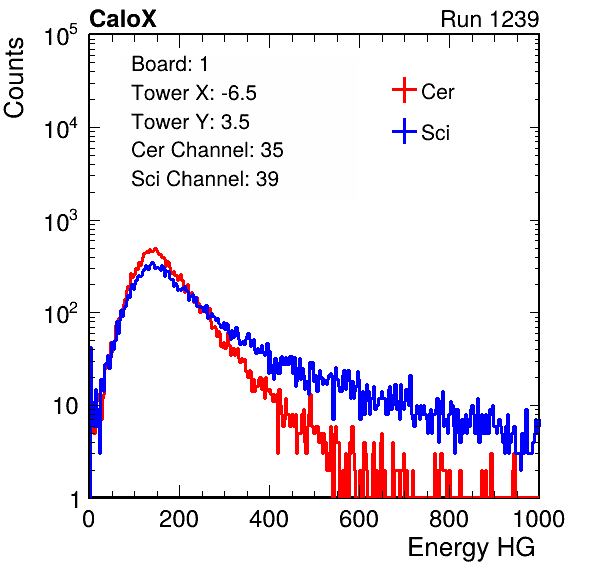 CaloX Run 1239
Counts
10^5
10^4
10^3
10^2
10
1
Board: 1
Tower X: -6.5
Tower Y: 3.5
Cer Channel: 35
Sci Channel: 39
Cer
Sci
0 200 400 600 800 1000
Energy HG